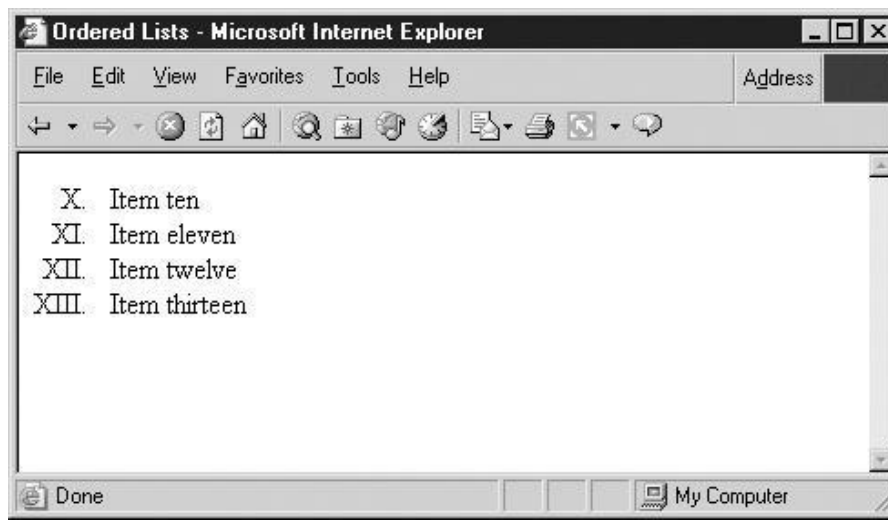 Ordered Lists - Microsoft Internet Explorer
File Edit View Favorites Tools Help Address
X. Item ten
XI. Item eleven
XII. Item twelve
XIII. Item thirteen
Done My Computer